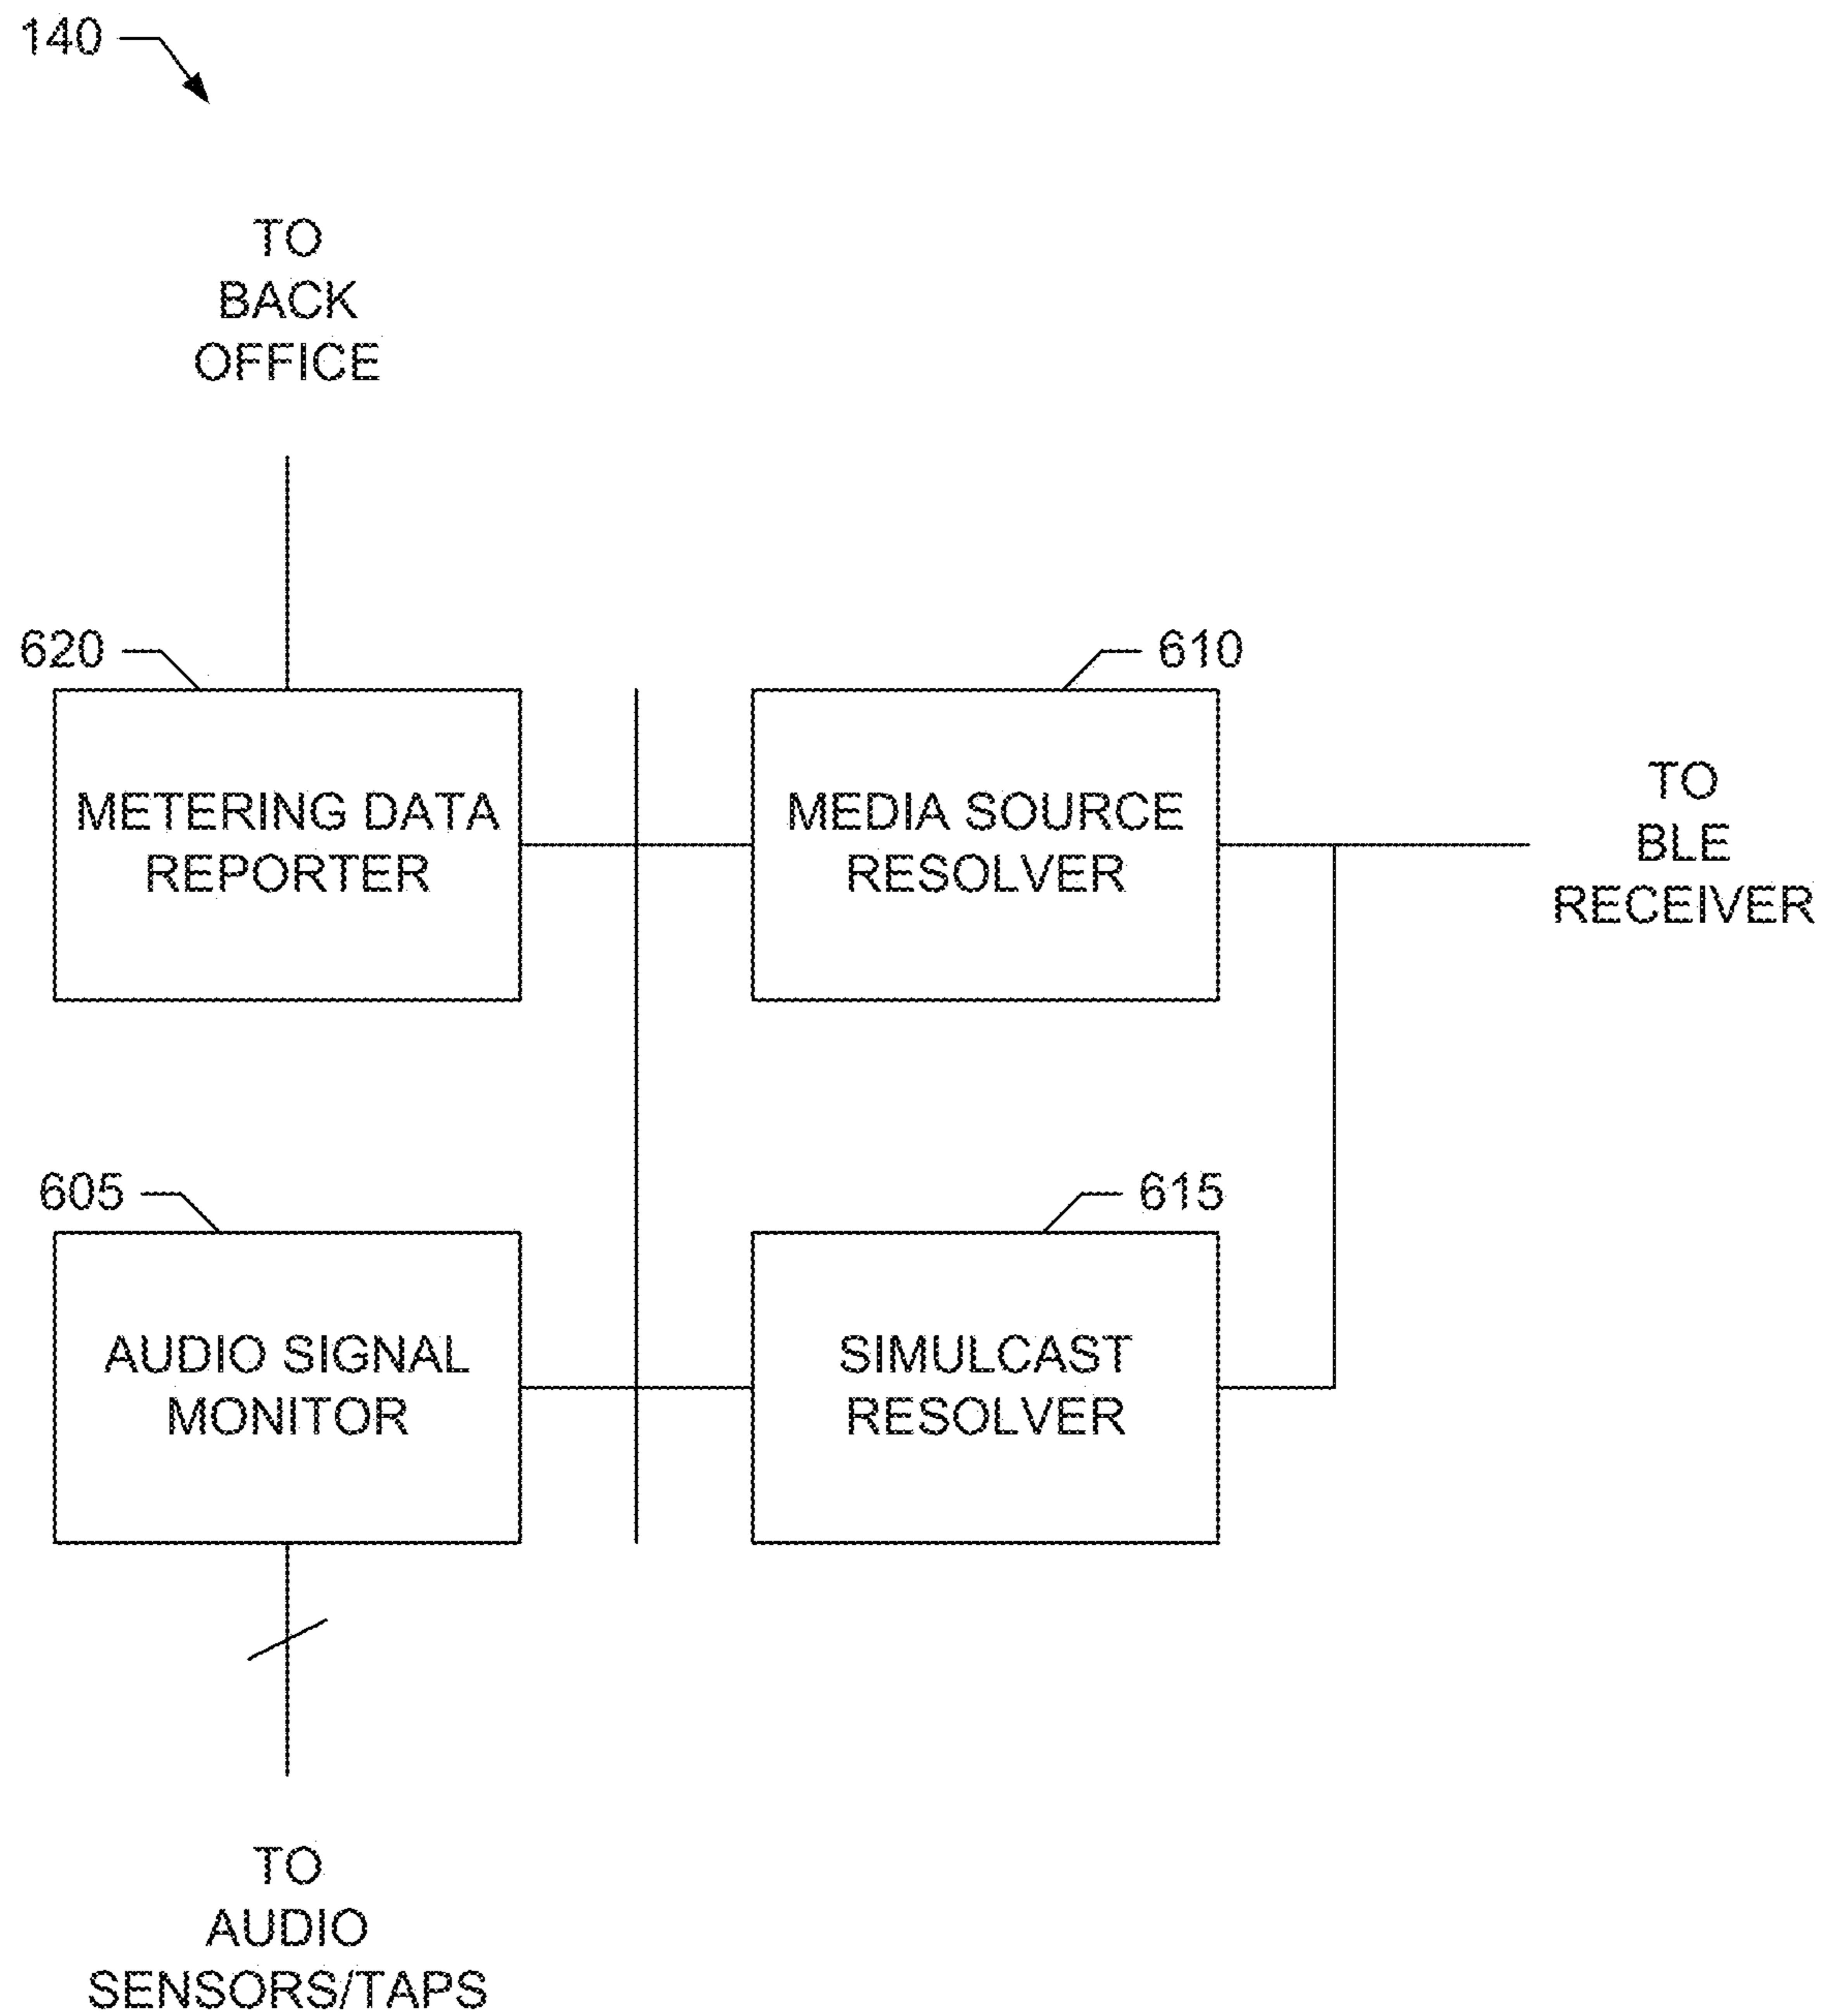 140
TO
BACK
OFFICE
620
610
METERING DATA
REPORTER
MEDIA SOURCE
RESOLVER
TO
BLE
RECEIVER
605
615
AUDIO SIGNAL
MONITOR
SIMULCAST
RESOLVER
TO
AUDIO
SENSORS/TAPS